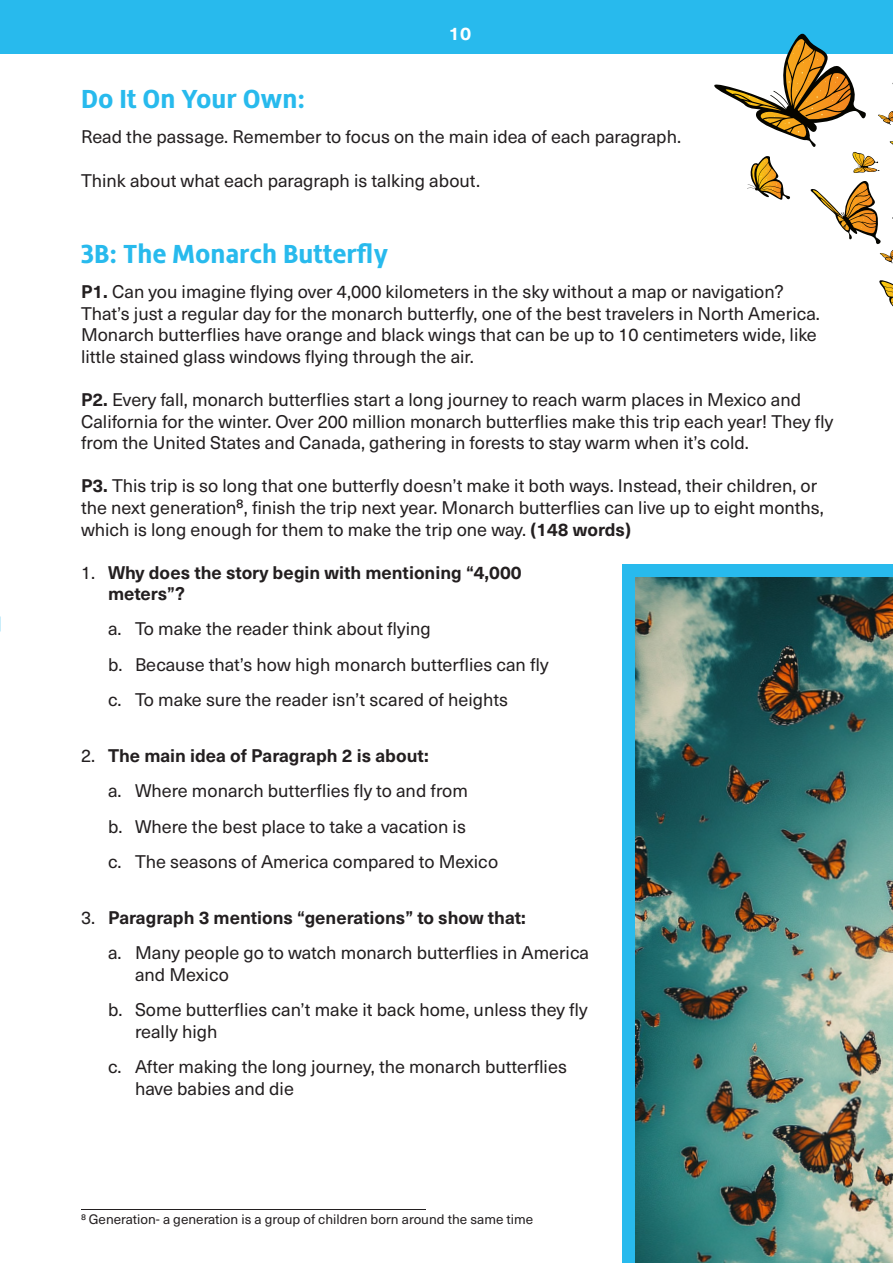 10
Do It On Your Own:
Read the passage. Remember to focus on the main idea of each paragraph.
Think about what each paragraph is talking about.
3B: The Monarch Butterfly
P1. Can you imagine flying over 4,000 kilometers in the sky without a map or navigation?
That’s just a regular day for the monarch butterfly, one of the best travelers in North America.
Monarch butterflies have orange and black wings that can be up to 10 centimeters wide, like
little stained glass windows flying through the air.
P2. Every fall, monarch butterflies start a long journey to reach warm places in Mexico and
California for the winter. Over 200 million monarch butterflies make this trip each year! They fly
from the United States and Canada, gathering in forests to stay warm when it’s cold.
P3. This trip is so long that one butterfly doesn’t make it both ways. Instead, their children, or
the next generation⁸, finish the trip next year. Monarch butterflies can live up to eight months,
which is long enough for them to make the trip one way. (148 words)
1. Why does the story begin with mentioning “4,000
meters”?
a. To make the reader think about flying
b. Because that’s how high monarch butterflies can fly
c. To make sure the reader isn’t scared of heights
2. The main idea of Paragraph 2 is about:
a. Where monarch butterflies fly to and from
b. Where the best place to take a vacation is
c. The seasons of America compared to Mexico
3. Paragraph 3 mentions “generations” to show that:
a. Many people go to watch monarch butterflies in America
and Mexico
b. Some butterflies can’t make it back home, unless they fly
really high
c. After making the long journey, the monarch butterflies
have babies and die
⁸ Generation- a generation is a group of children born around the same time